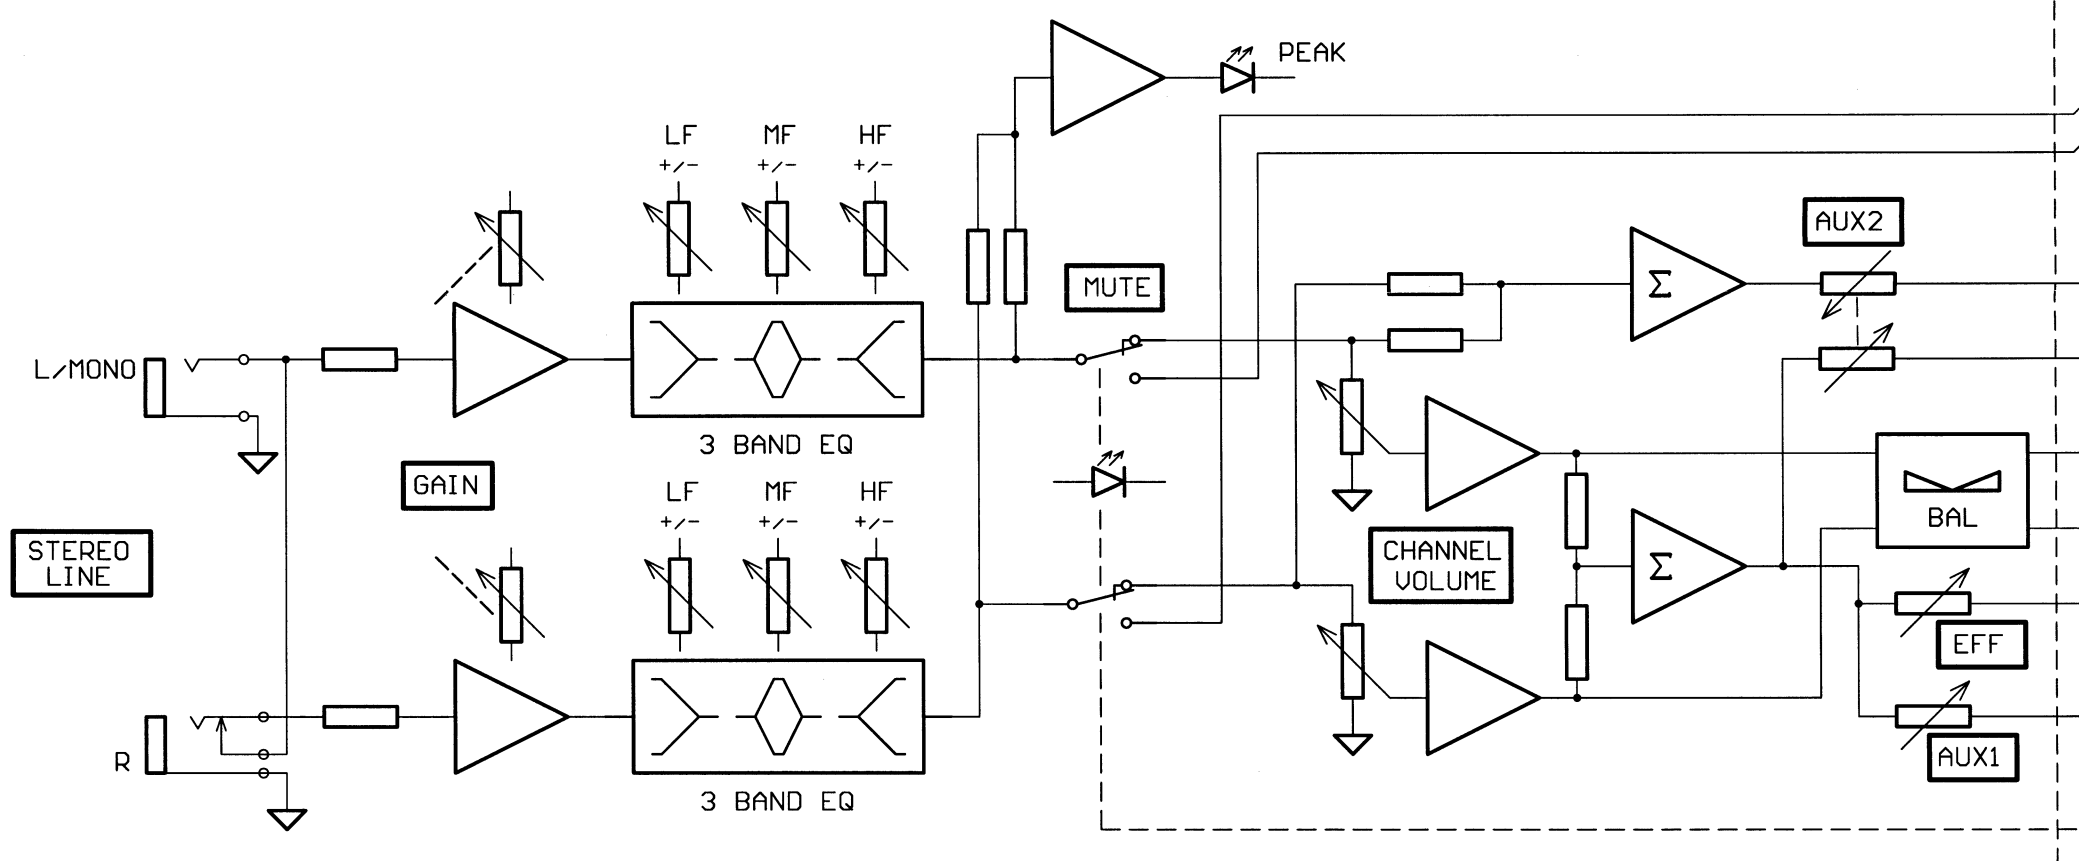 PEAK
LF MF HF
+/- +/- +/-
AUX2
MUTE
Σ
L/MONO
3 BAND EQ
GAIN
LF MF HF
+/- +/- +/-
BAL
STEREO
LINE
CHANNEL
VOLUME
Σ
EFF
R
AUX1
3 BAND EQ